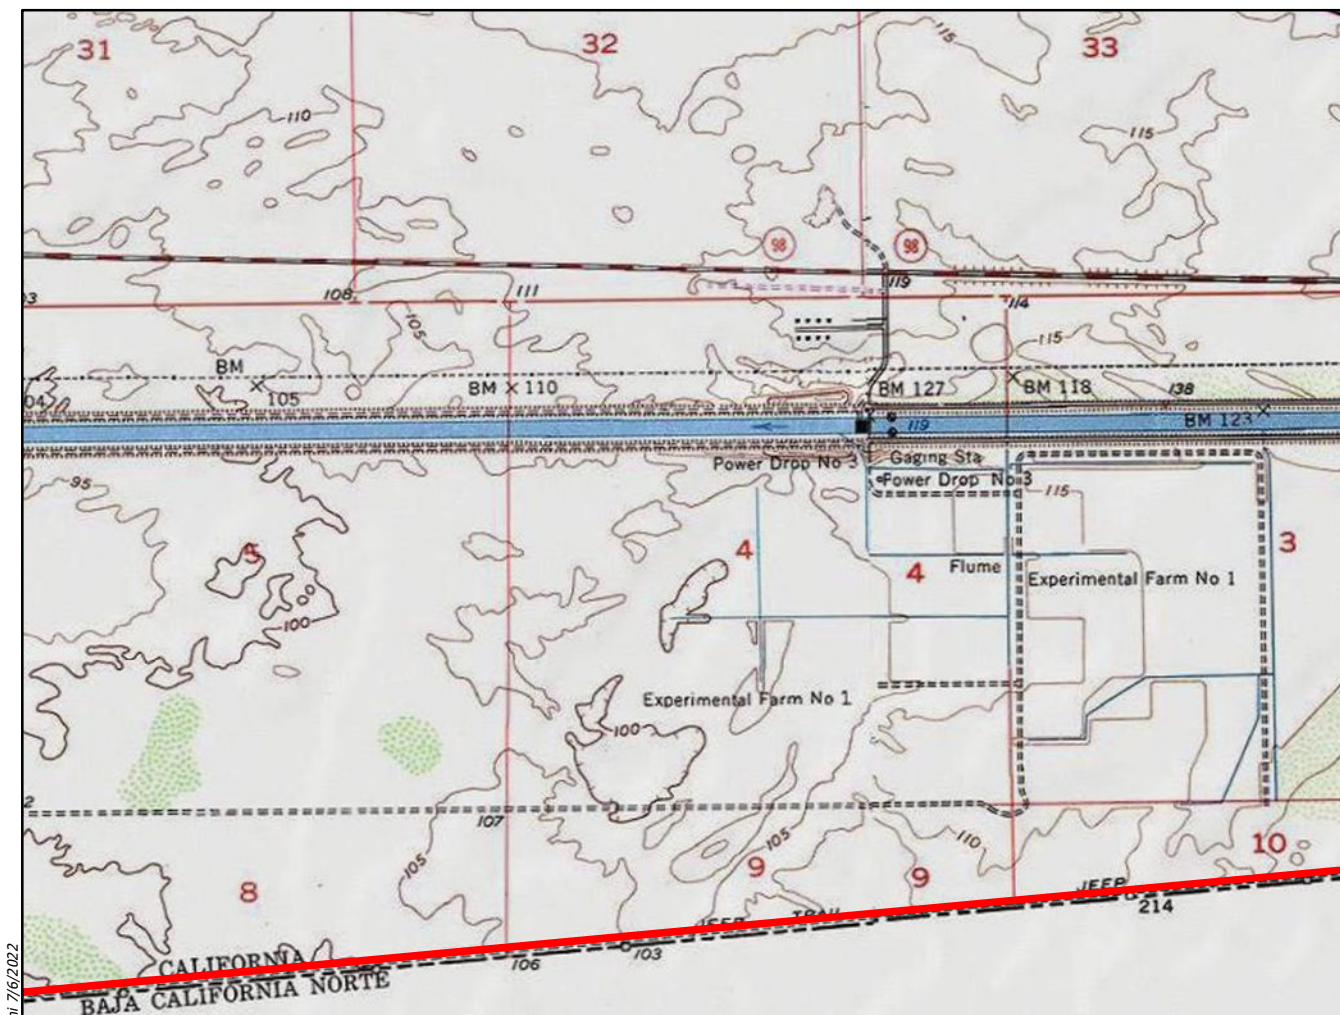 31
32
33
115
110
115
98
98
119
108
111
114
105
115
BM
105
BM × 110
BM 127
BM 118
138
BM 123
119
95
Power Drop No 3
Gaging Sta
Power Drop No 3
115
5
4
4
3
Flume
Experimental Farm No 1
100
Experimental Farm No 1
100
107
105
105
110
8
9
9
10
JEEP TRAIL
JEEP
214
CALIFORNIA
106
103
BAJA CALIFORNIA NORTE
7/6/2022